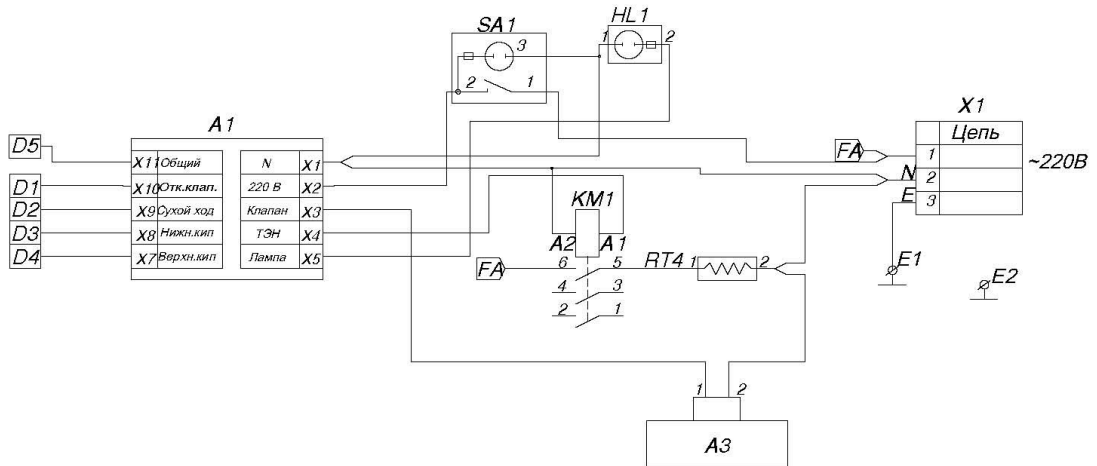 SA1
3
2
1
HL1
1
2
X1
Цепь
1
N
2
E
3
~220В
FA
A1
D5
D1
D2
D3
D4
X11 Общий
X10 Отк.клап.
X9 Сухой ход
X8 Нижн.кип
X7 Верхн.кип
N X1
220 В X2
Клапан X3
ТЭН X4
Лампа X5
KM1
A2 A1
FA
6 5
4 3
2 1
RT4 1 2
E1
E2
1 2
A3